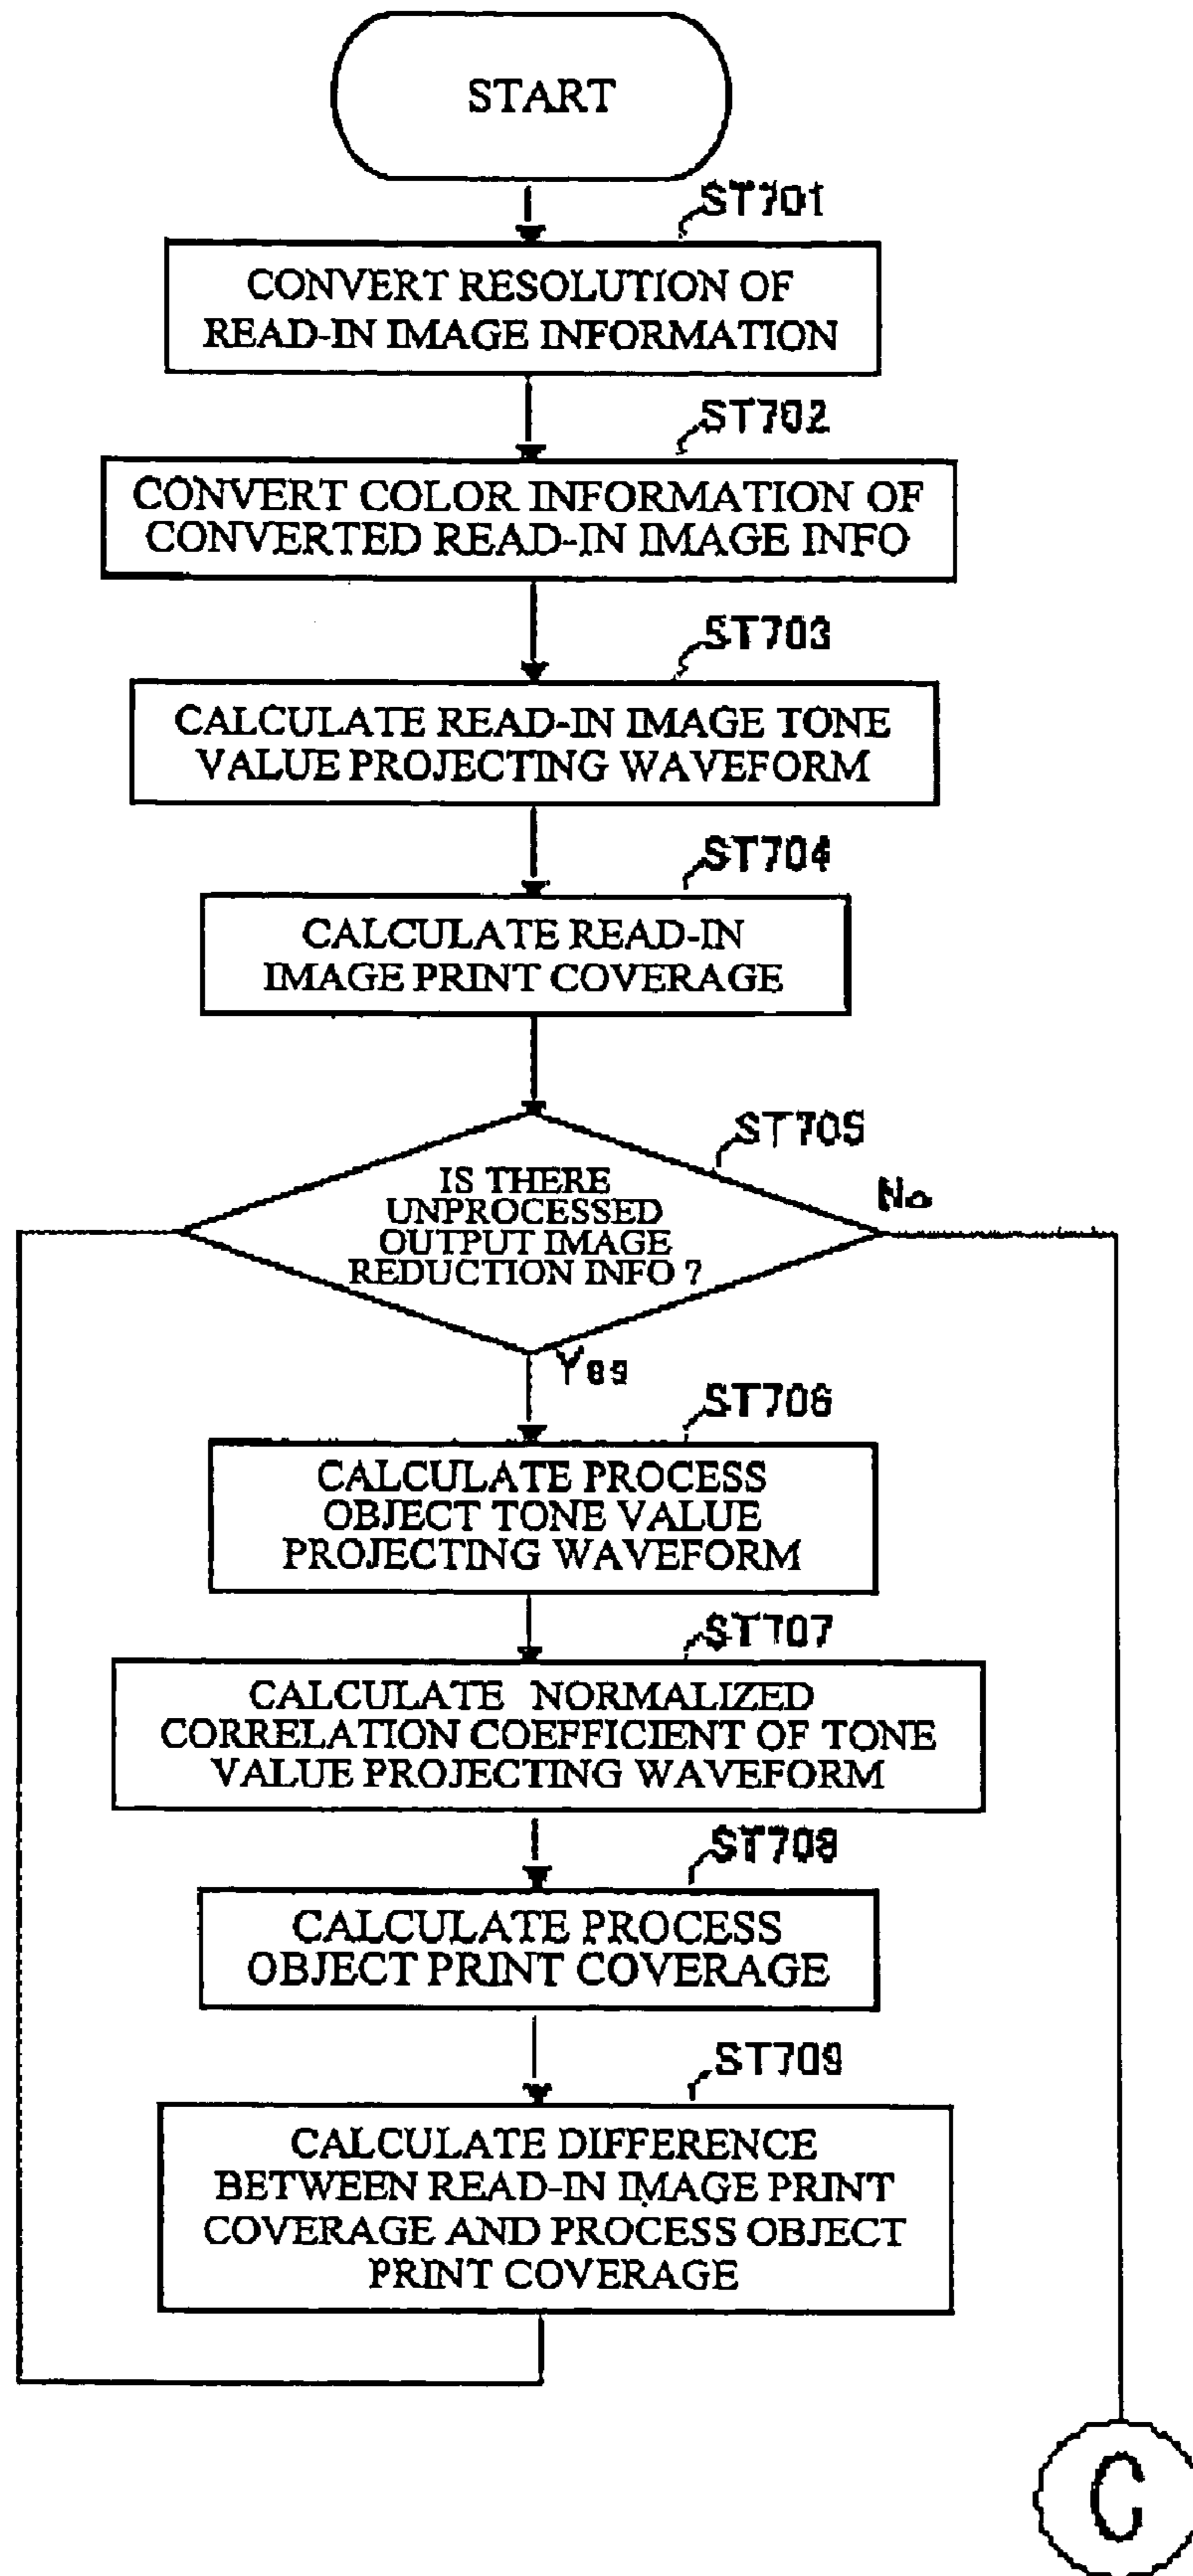 START
ST701
CONVERT RESOLUTION OF
READ-IN IMAGE INFORMATION
ST702
CONVERT COLOR INFORMATION OF
CONVERTED READ-IN IMAGE INFO
ST703
CALCULATE READ-IN IMAGE TONE
VALUE PROJECTING WAVEFORM
ST704
CALCULATE READ-IN
IMAGE PRINT COVERAGE
ST705
IS THERE
UNPROCESSED
OUTPUT IMAGE
REDUCTION INFO ?
No
Yes
ST706
CALCULATE PROCESS
OBJECT TONE VALUE
PROJECTING WAVEFORM
ST707
CALCULATE NORMALIZED
CORRELATION COEFFICIENT OF TONE
VALUE PROJECTING WAVEFORM
ST708
CALCULATE PROCESS
OBJECT PRINT COVERAGE
ST709
CALCULATE DIFFERENCE
BETWEEN READ-IN IMAGE PRINT
COVERAGE AND PROCESS OBJECT
PRINT COVERAGE
C